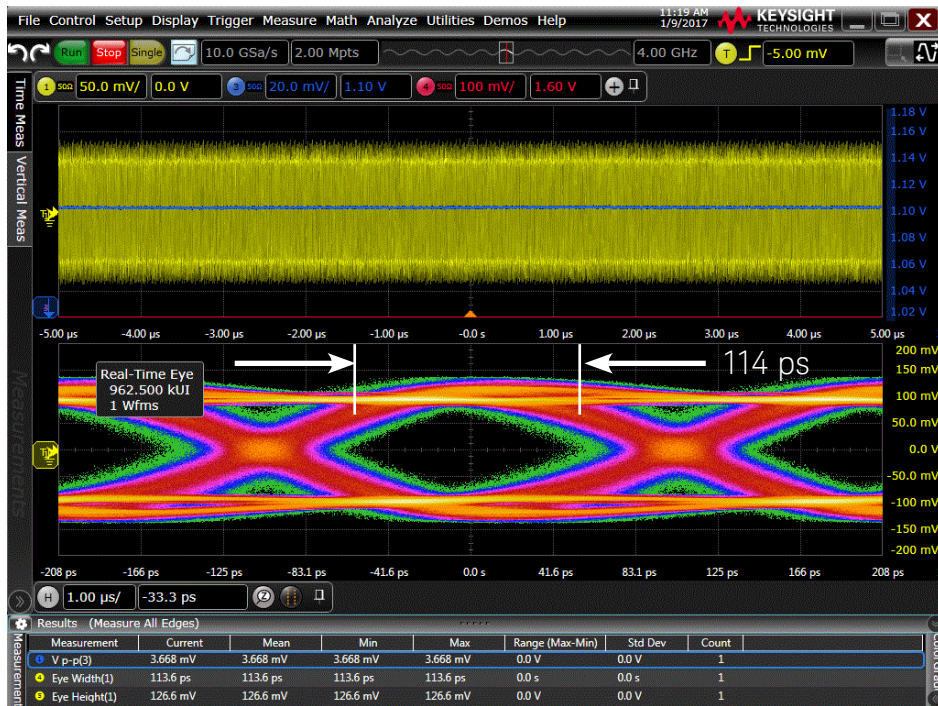 File Control Setup Display Trigger Measure Math Analyze Utilities Demos Help
11:19 AM
1/9/2017
KEYSIGHT
TECHNOLOGIES
X
Run Stop Single 10.0 GSa/s 2.00 Mpts 4.00 GHz T -5.00 mV
1 50Ω 50.0 mV/ 0.0 V 3 50Ω 20.0 mV/ 1.10 V 4 50Ω 100 mV/ 1.60 V +
Time Meas
Vertical Meas
Measurements
1.18 V
1.16 V
1.14 V
1.12 V
1.10 V
1.08 V
1.06 V
1.04 V
1.02 V
-5.00 µs -4.00 µs -3.00 µs -2.00 µs -1.00 µs -0.0 s 1.00 µs 2.00 µs 3.00 µs 4.00 µs 5.00 µs
Real-Time Eye
962.500 kUI
1 Wfms
114 ps
200 mV
150 mV
100 mV
50.0 mV
0.0 V
-50.0 mV
-100 mV
-150 mV
-200 mV
-208 ps -166 ps -125 ps -83.1 ps -41.6 ps 0.0 s 41.6 ps 83.1 ps 125 ps 166 ps 208 ps
H 1.00 µs/ -33.3 ps
Results (Measure All Edges)
Measurement Current Mean Min Max Range (Max-Min) Std Dev Count
V p-p(3) 3.668 mV 3.668 mV 3.668 mV 3.668 mV 0.0 V 0.0 V 1
Eye Width(1) 113.6 ps 113.6 ps 113.6 ps 113.6 ps 0.0 s 0.0 s 1
Eye Height(1) 126.6 mV 126.6 mV 126.6 mV 126.6 mV 0.0 V 0.0 V 1